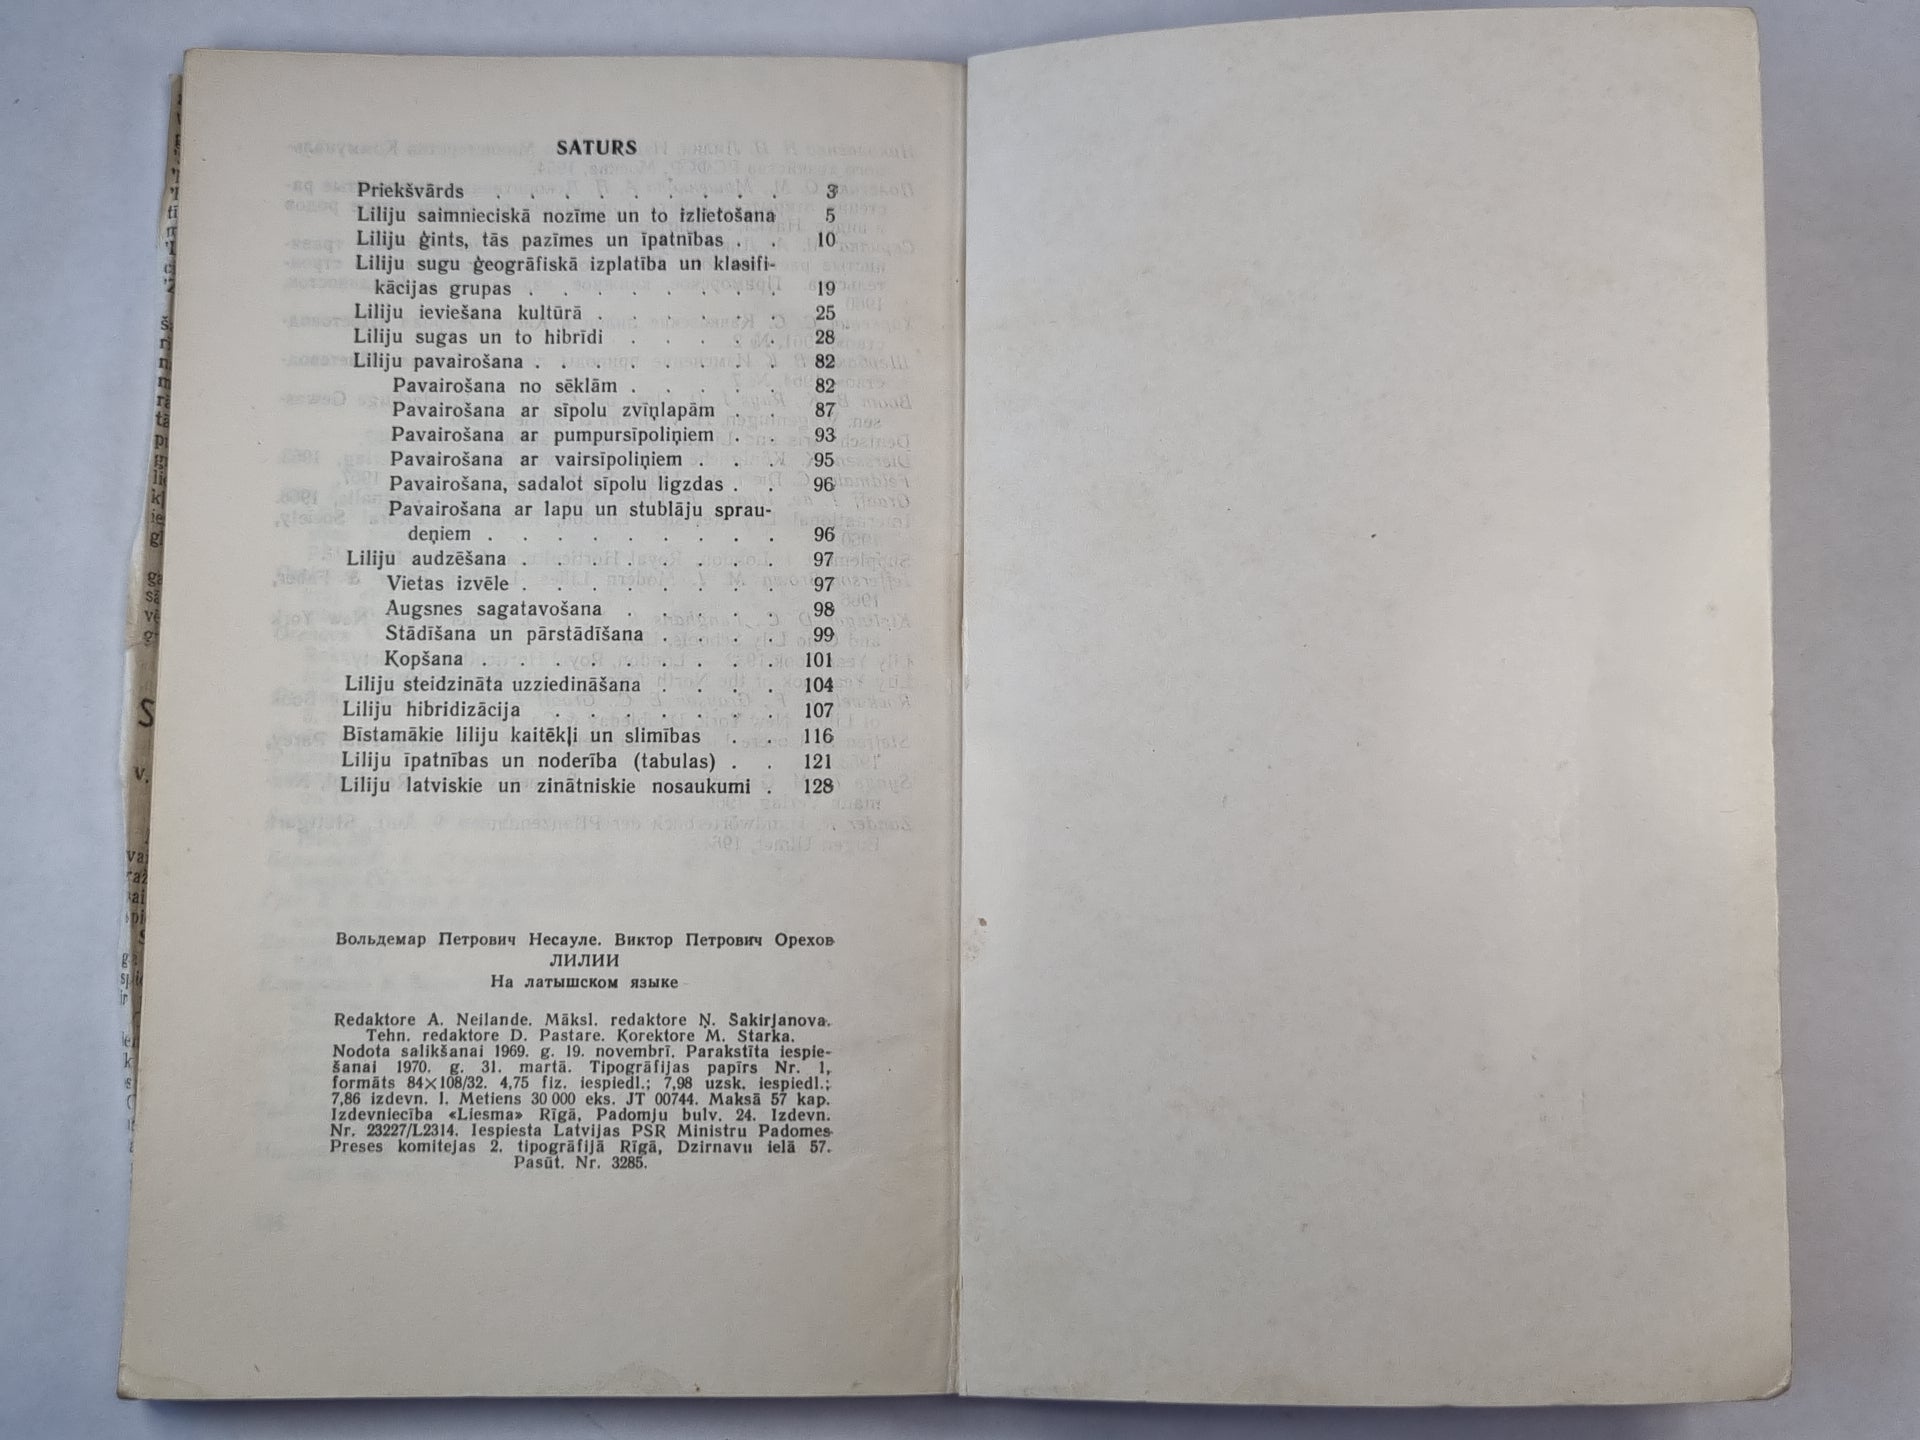 SATURS
Priekšvārds . . . . . . . . 3
Liliju saimnieciskā nozīme un to izlietošana 5
Liliju ģints, tās pazīmes un īpatnības . . 10
Liliju sugu ģeogrāfiskā izplatība un klasifi-
kācijas grupas . . . . . . . 19
Liliju ieviešana kultūrā . . . . . 25
Liliju sugas un to hibrīdi . . . . . 28
Liliju pavairošana . . . . . . . 82
Pavairošana no sēklām . . . . . 82
Pavairošana ar sīpolu zvīņlapām . . 87
Pavairošana ar pumpursīpoliņiem . . 93
Pavairošana ar vairsīpoliņiem . . . 95
Pavairošana, sadalot sīpolu ligzdas . . 96
Pavairošana ar lapu un stublāju sprau-
deņiem . . . . . . . . 96
Liliju audzēšana . . . . . . . 97
Vietas izvēle . . . . . . . 97
Augsnes sagatavošana . . . . . 98
Stādīšana un pārstādīšana . . . . 99
Kopšana . . . . . . . . 101
Liliju steidzināta uzziedināšana . . . . 104
Liliju hibridizācija . . . . . . . 107
Bīstamākie liliju kaitēkļi un slimības . . 116
Liliju īpatnības un noderība (tabulas) . . 121
Liliju latviskie un zinātniskie nosaukumi . 128
Вольдемар Петрович Несауле. Виктор Петрович Орехов
ЛИЛИИ
На латышском языке
Redaktore A. Neilande. Māksl. redaktore Ņ. Šakirjanova.
Tehn. redaktore D. Pastare. Korektore M. Starka.
Nodota salikšanai 1969. g. 19. novembrī. Parakstīta iespie-
šanai 1970. g. 31. martā. Tipogrāfijas papīrs Nr. 1,
formāts 84×108/32. 4,75 fiz. iespiedl.; 7,98 uzsk. iespiedl.;
7,86 izdevn. l. Metiens 30 000 eks. JT 00744. Maksā 57 kap.
Izdevniecība «Liesma» Rīgā, Padomju bulv. 24. Izdevn.
Nr. 23227/L2314. Iespiesta Latvijas PSR Ministru Padomes
Preses komitejas 2. tipogrāfijā Rīgā, Dzirnavu ielā 57.
Pasūt. Nr. 3285.